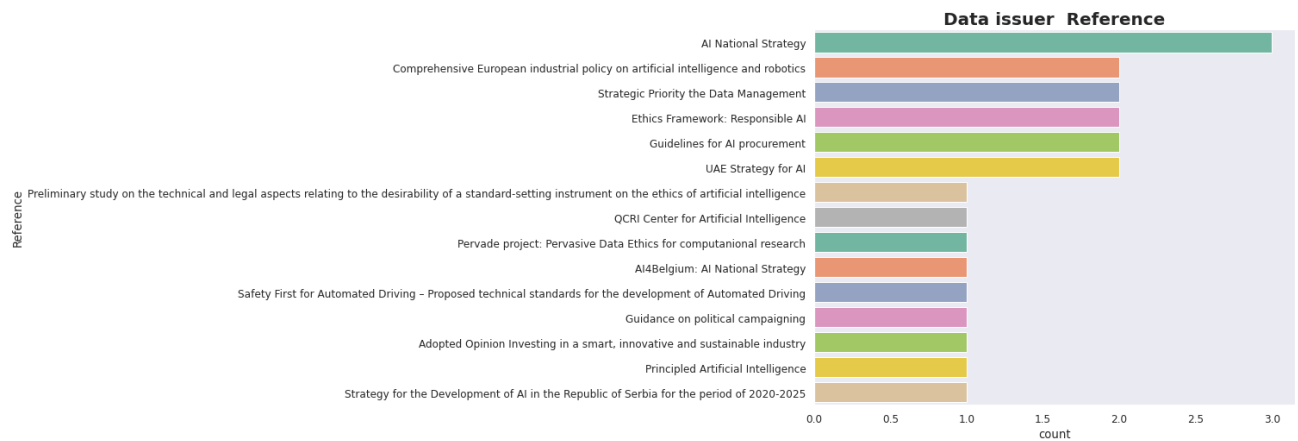 Data issuer  Reference
AI National Strategy
Comprehensive European industrial policy on artificial intelligence and robotics
Strategic Priority the Data Management
Ethics Framework: Responsible AI
Guidelines for AI procurement
UAE Strategy for AI
Preliminary study on the technical and legal aspects relating to the desirability of a standard-setting instrument on the ethics of artificial intelligence
QCRI Center for Artificial Intelligence
Pervade project: Pervasive Data Ethics for computanional research
AI4Belgium: AI National Strategy
Safety First for Automated Driving – Proposed technical standards for the development of Automated Driving
Guidance on political campaigning
Adopted Opinion Investing in a smart, innovative and sustainable industry
Principled Artificial Intelligence
Strategy for the Development of AI in the Republic of Serbia for the period of 2020-2025
Reference
0.0 0.5 1.0 1.5 2.0 2.5 3.0
count